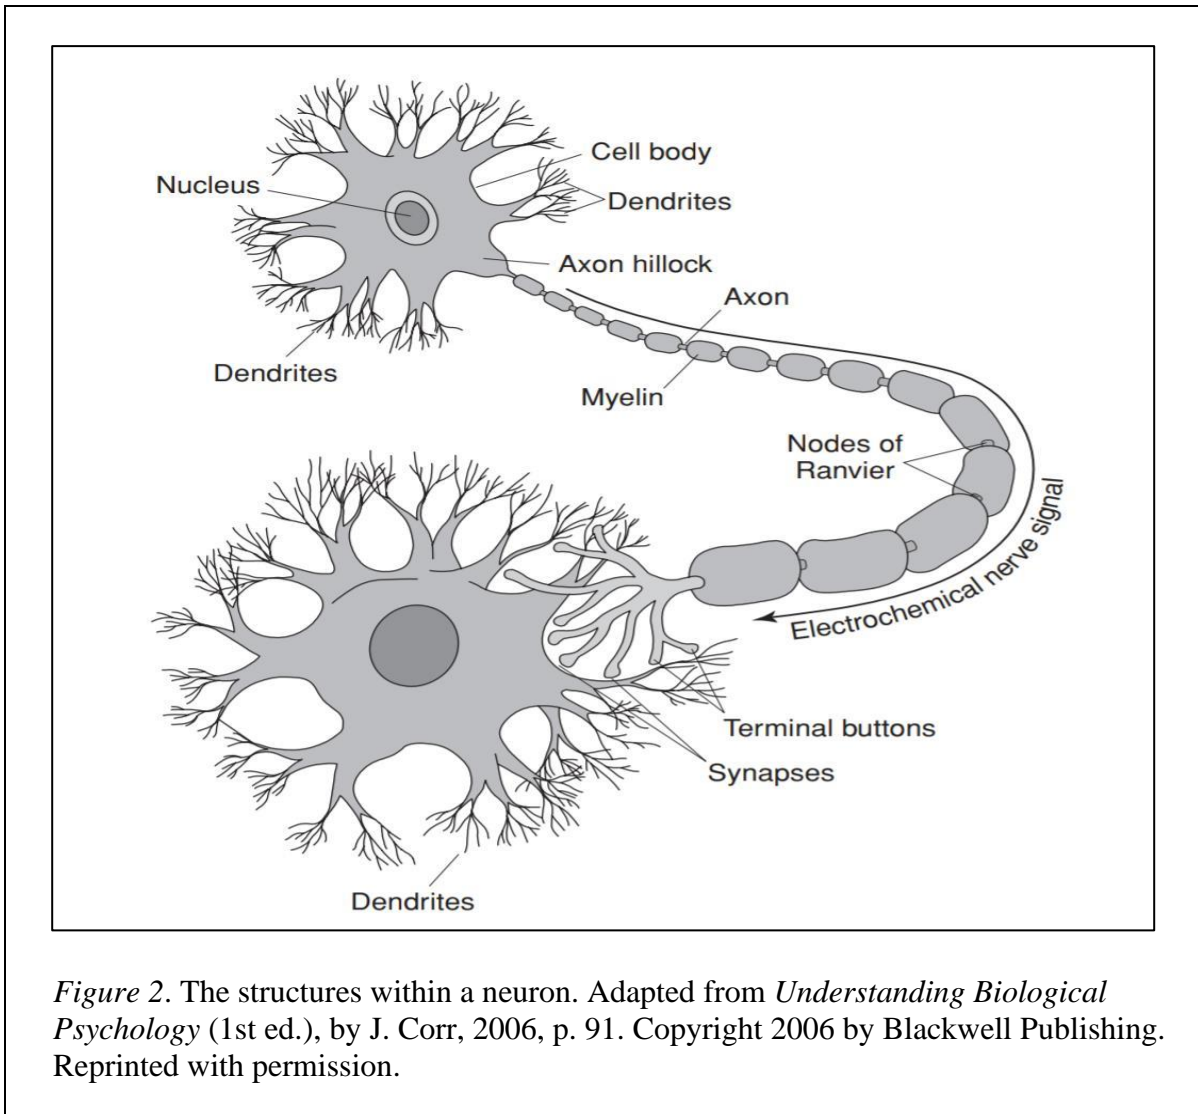 Cell body
Nucleus
Dendrites
Axon hillock
Axon
Dendrites
Myelin
Nodes of
Ranvier
Electrochemical nerve signal
Terminal buttons
Synapses
Dendrites
Figure 2. The structures within a neuron. Adapted from Understanding Biological
Psychology (1st ed.), by J. Corr, 2006, p. 91. Copyright 2006 by Blackwell Publishing.
Reprinted with permission.